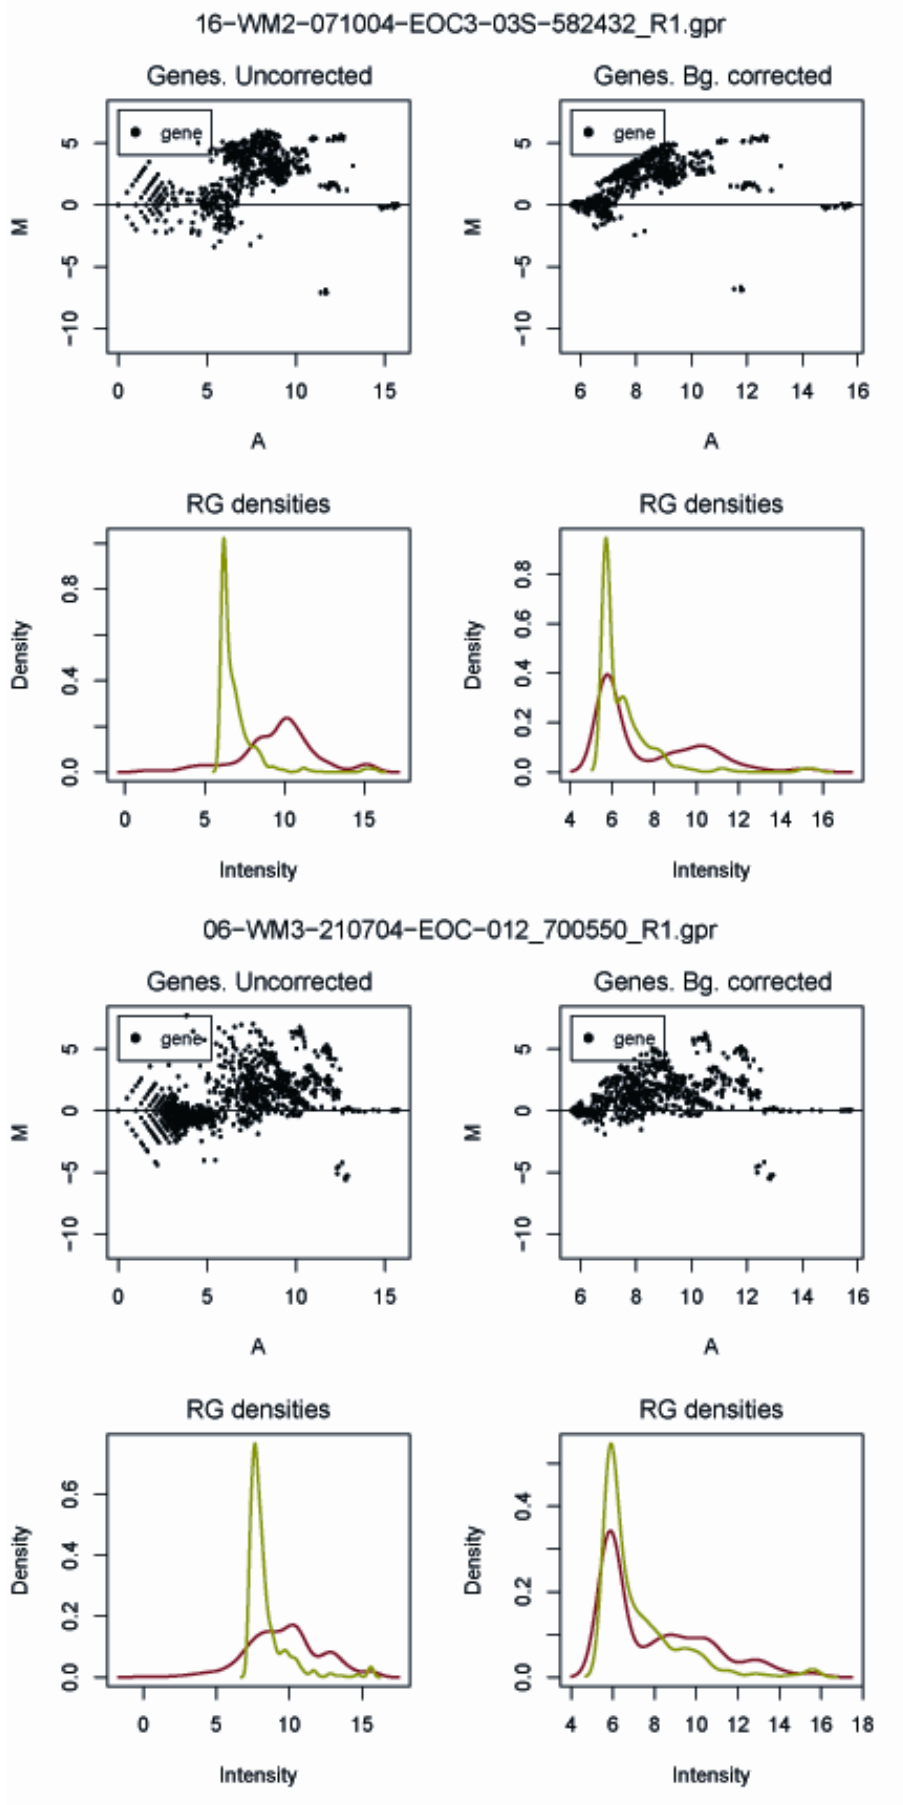 16-WM2-071004-EOC3-03S-582432_R1.gpr
Genes. Uncorrected Genes. Bg. corrected
gene gene
5 5
0 0
M M
-5 -5
-10 -10
0 5 10 15 6 8 10 12 14 16
A A
RG densities RG densities
0.8 0.8
0.6
Density Density
0.4 0.4
0.2
0.0 0.0
0 5 10 15 4 6 8 10 12 14 16
Intensity Intensity
06-WM3-210704-EOC-012_700550_R1.gpr
Genes. Uncorrected Genes. Bg. corrected
gene gene
5 5
0 0
M M
-5 -5
-10 -10
0 5 10 15 6 8 10 12 14 16
A A
RG densities RG densities
0.6
0.4 0.4
Density Density
0.2 0.2
0.0 0.0
0 5 10 15 4 6 8 10 12 14 16 18
Intensity Intensity